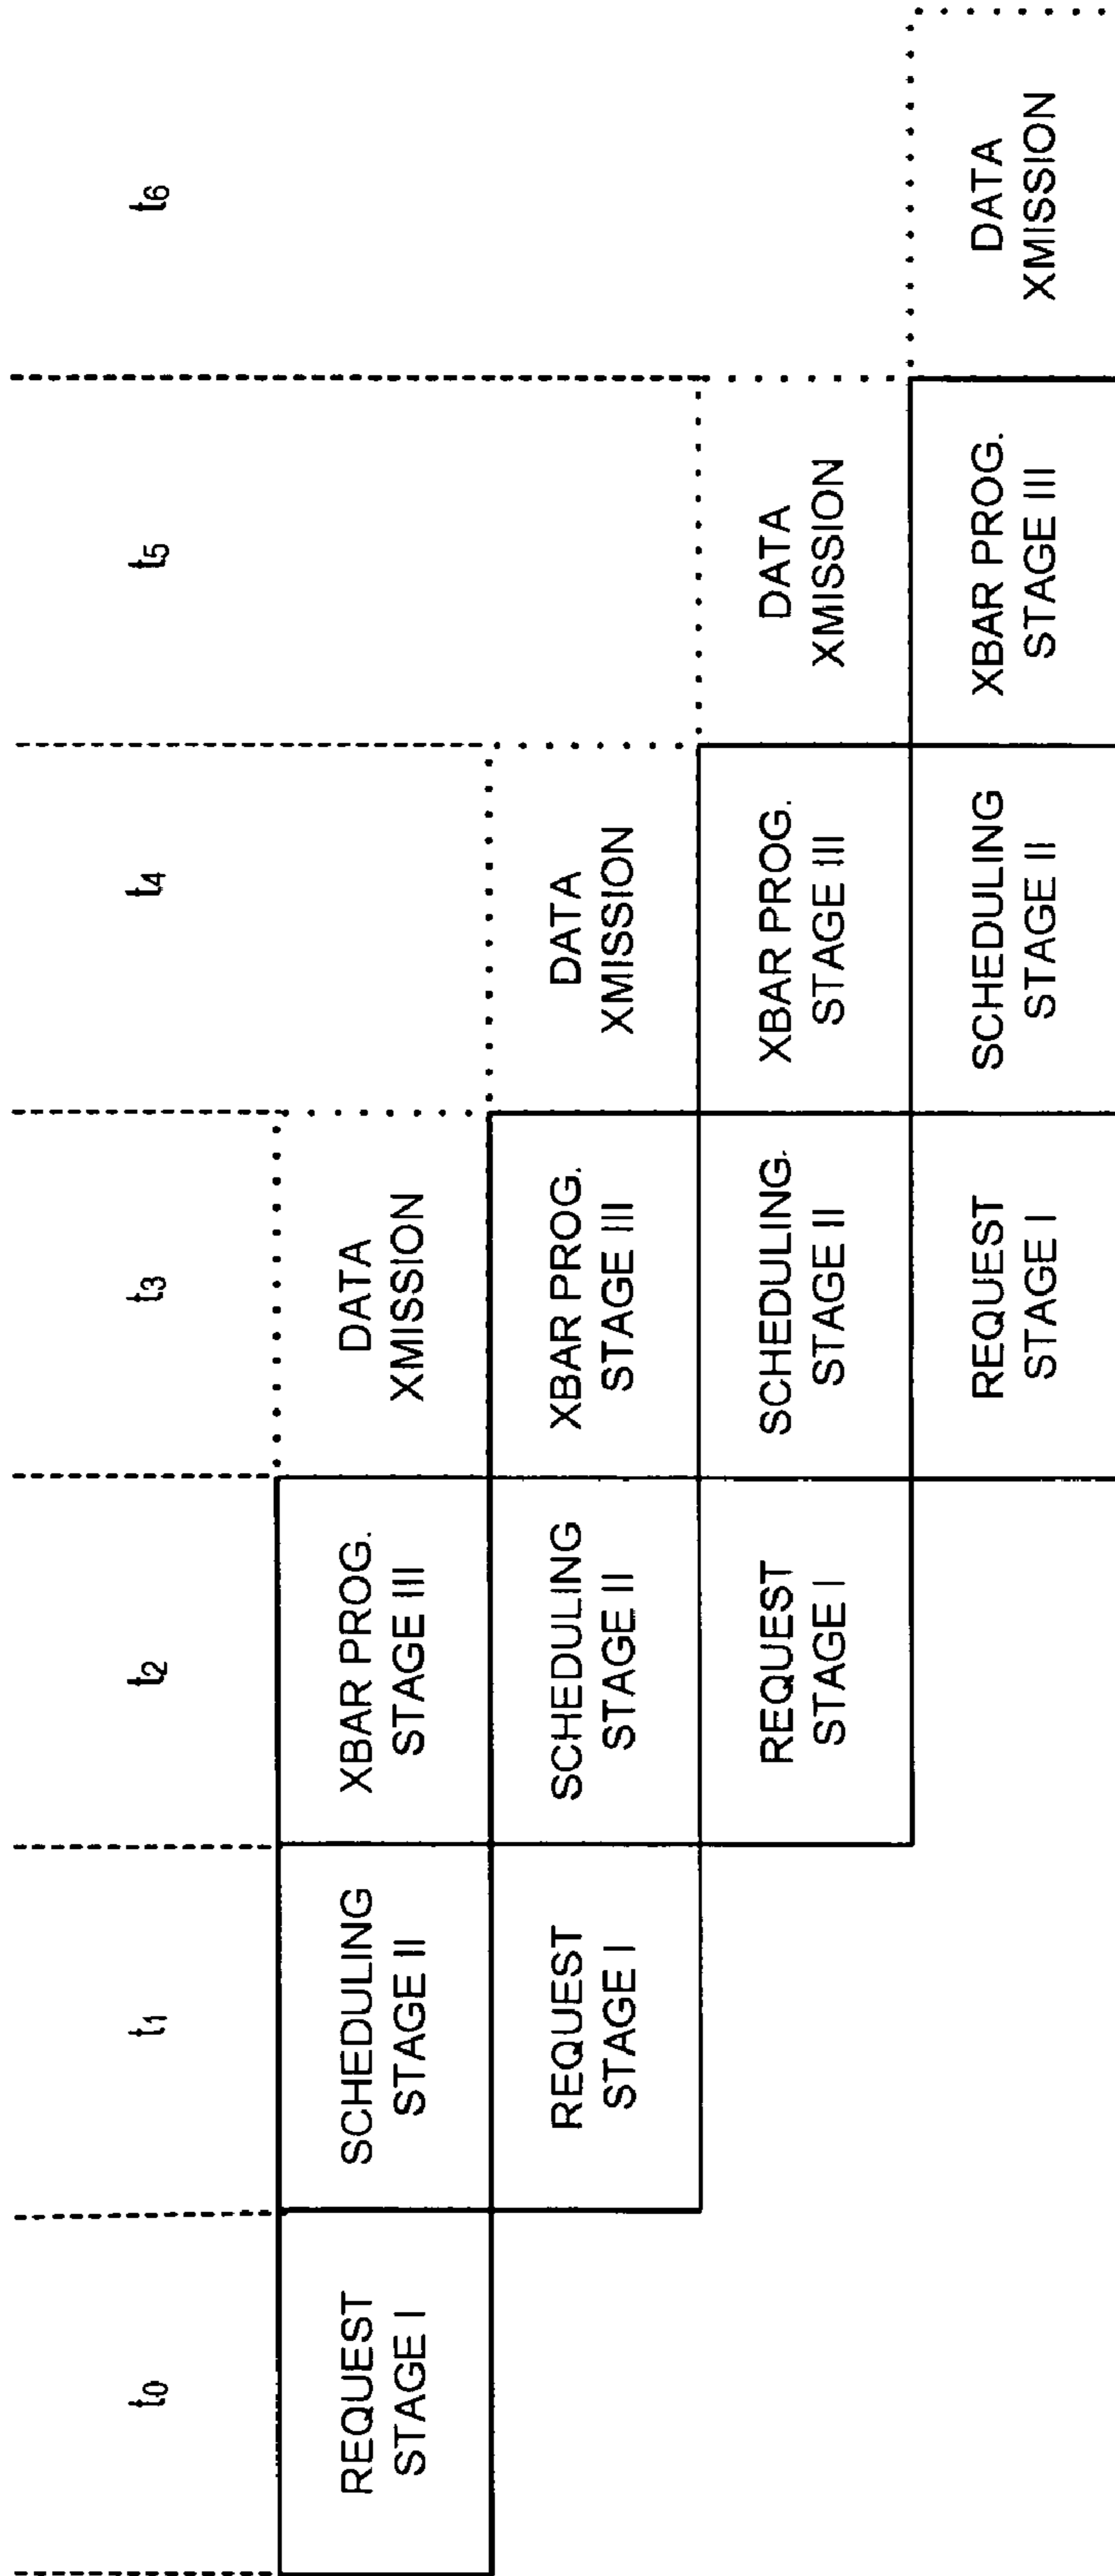 t0
t1
t2
t3
t4
t5
t6
REQUEST
STAGE I
SCHEDULING
STAGE II
XBAR PROG.
STAGE III
DATA
XMISSION
REQUEST
STAGE I
SCHEDULING
STAGE II
XBAR PROG.
STAGE III
DATA
XMISSION
REQUEST
STAGE I
SCHEDULING
STAGE II
XBAR PROG.
STAGE III
DATA
XMISSION
REQUEST
STAGE I
SCHEDULING
STAGE II
XBAR PROG.
STAGE III
DATA
XMISSION